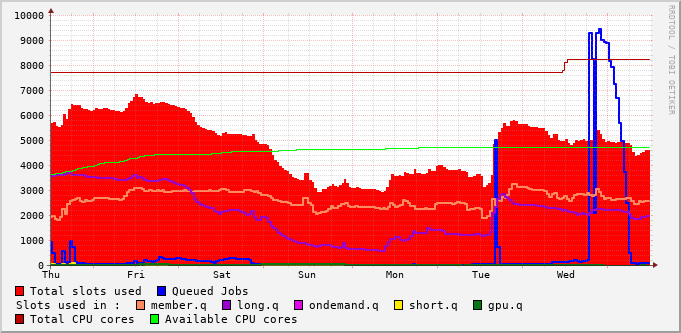 RRDTOOL / TOBI OETIKER
10000
9000
8000
7000
6000
5000
4000
3000
2000
1000
0
Thu Fri Sat Sun Mon Tue Wed
Total slots used Queued Jobs
Slots used in : member.q long.q ondemand.q short.q gpu.q
Total CPU cores Available CPU cores